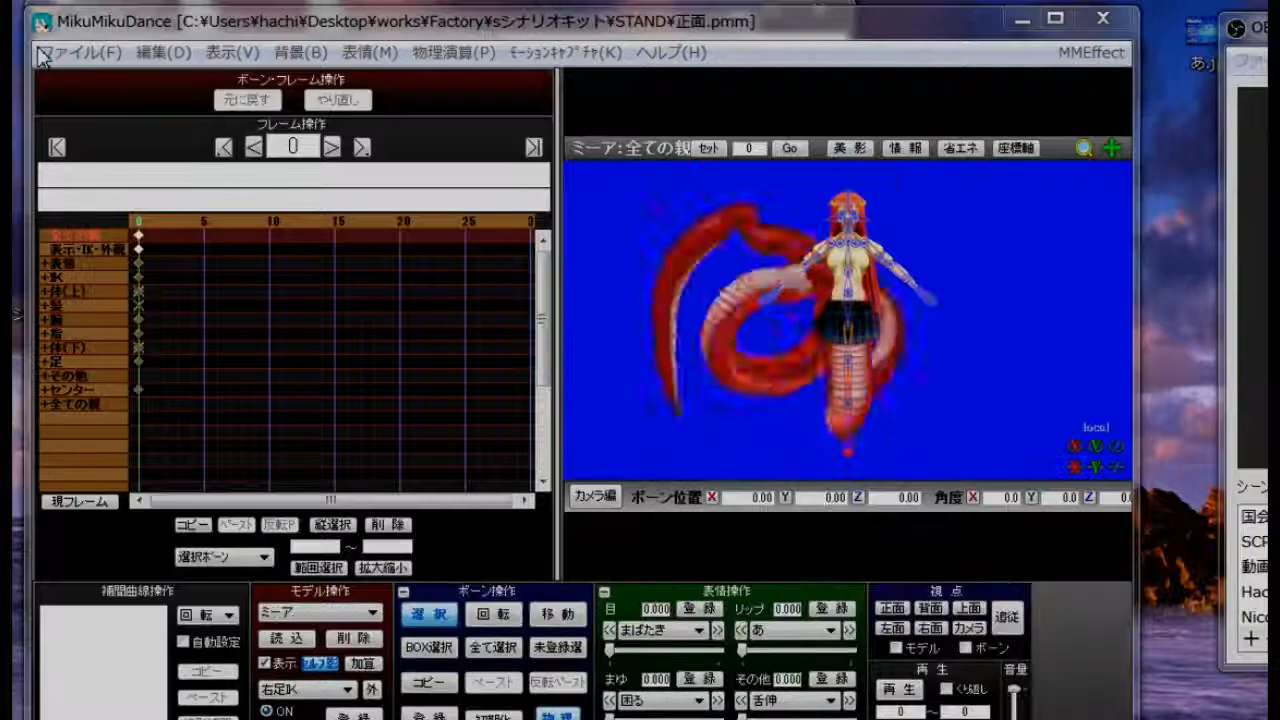 MikuMikuDance [C:¥Users¥hachi¥Desktop¥works¥Factory¥sシナリオキット¥STAND¥正面.pmm]
ファイル(F) 編集(D) 表示(V) 背景(B) 表情(M) 物理演算(P) ﾓｰｼｮﾝｷｬﾌﾟﾁｬ(K) ヘルプ(H) MMEffect
ボーン・フレーム操作
元に戻す やり直し
フレーム操作
0
ミーア:全ての親 セット 0 Go 英 影 情 報 省エネ 座標軸
0 5 10 15 20 25 3
表示・IK・外観
+表情
+IK
+体(上)
+髪
+腕
+指
+体(下)
+足
+その他
+センター
+全ての親
local
現フレーム
カメラ編 ボーン位置 X 0.00 Y 0.00 Z 0.00 角度 X 0.0 Y 0.0 Z 0.
コピー ペースト 反転P 縦選択 削 除
選択ボーン ～
範囲選択 拡大縮小
補間曲線操作 モデル操作 ボーン操作 表情操作 視 点
回 転 ミーア 選 択 回 転 移 動 目 0.000 登 録 リップ 0.000 登 録 正面 背面 上面 追従
自動設定 読 込 削 除 BOX選択 全て選択 未登録選 まばたき あ 左面 右面 カメラ
コピー 表示 加算 モデル ボーン
ペースト 右足IK 外 コピー ペースト 反転ペースト まゆ 0.000 登 録 その他 0.000 登 録 再 生 音量
ON 困る 舌伸 再 生 くり返し
登 録 登 録 初期化 物 理 0 ～ 0
OB
ファイ
シーン
国会
SCP
動画
Hac
Nico
+